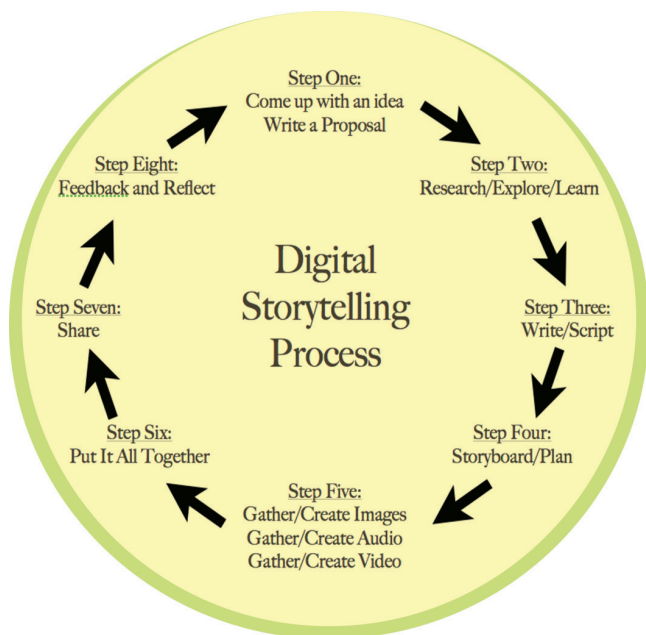 Step One:
Come up with an idea
Write a Proposal
Step Two:
Research/Explore/Learn
Step Three:
Write/Script
Step Four:
Storyboard/Plan
Step Five:
Gather/Create Images
Gather/Create Audio
Gather/Create Video
Step Six:
Put It All Together
Step Seven:
Share
Step Eight:
Feedback and Reflect
Digital
Storytelling
Process